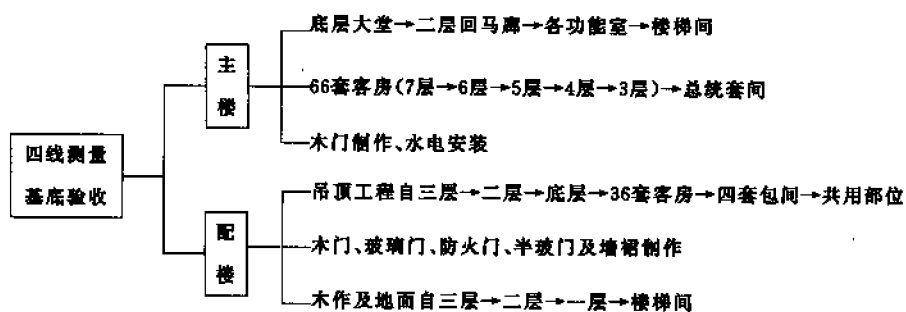 底层大堂→二层回马廊→各功能室→楼梯间
主楼
66套客房(7层→6层→5层→4层→3层)→总统套间
木门制作、水电安装
四线测量
基底验收
吊顶工程自三层→二层→底层→36套客房→四套包间→共用部位
配楼
木门、玻璃门、防火门、半玻门及墙裙制作
木作及地面自三层→二层→一层→楼梯间